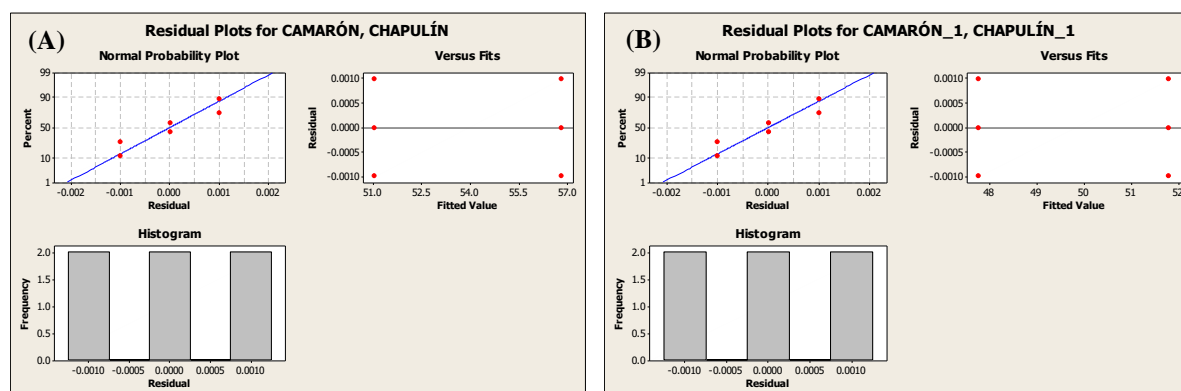 (A)
Residual Plots for CAMARÓN, CHAPULÍN
Normal Probability Plot
Percent
99
90
50
10
1
-0.002 -0.001 0.000 0.001 0.002
Residual
Versus Fits
Residual
0.0010
0.0005
0.0000
-0.0005
-0.0010
51.0 52.5 54.0 55.5 57.0
Fitted Value
Histogram
Frequency
2.0
1.5
1.0
0.5
0.0
-0.0010 -0.0005 0.0000 0.0005 0.0010
Residual
(B)
Residual Plots for CAMARÓN_1, CHAPULÍN_1
Normal Probability Plot
Percent
99
90
50
10
1
-0.002 -0.001 0.000 0.001 0.002
Residual
Versus Fits
Residual
0.0010
0.0005
0.0000
-0.0005
-0.0010
48 49 50 51 52
Fitted Value
Histogram
Frequency
2.0
1.5
1.0
0.5
0.0
-0.0010 -0.0005 0.0000 0.0005 0.0010
Residual